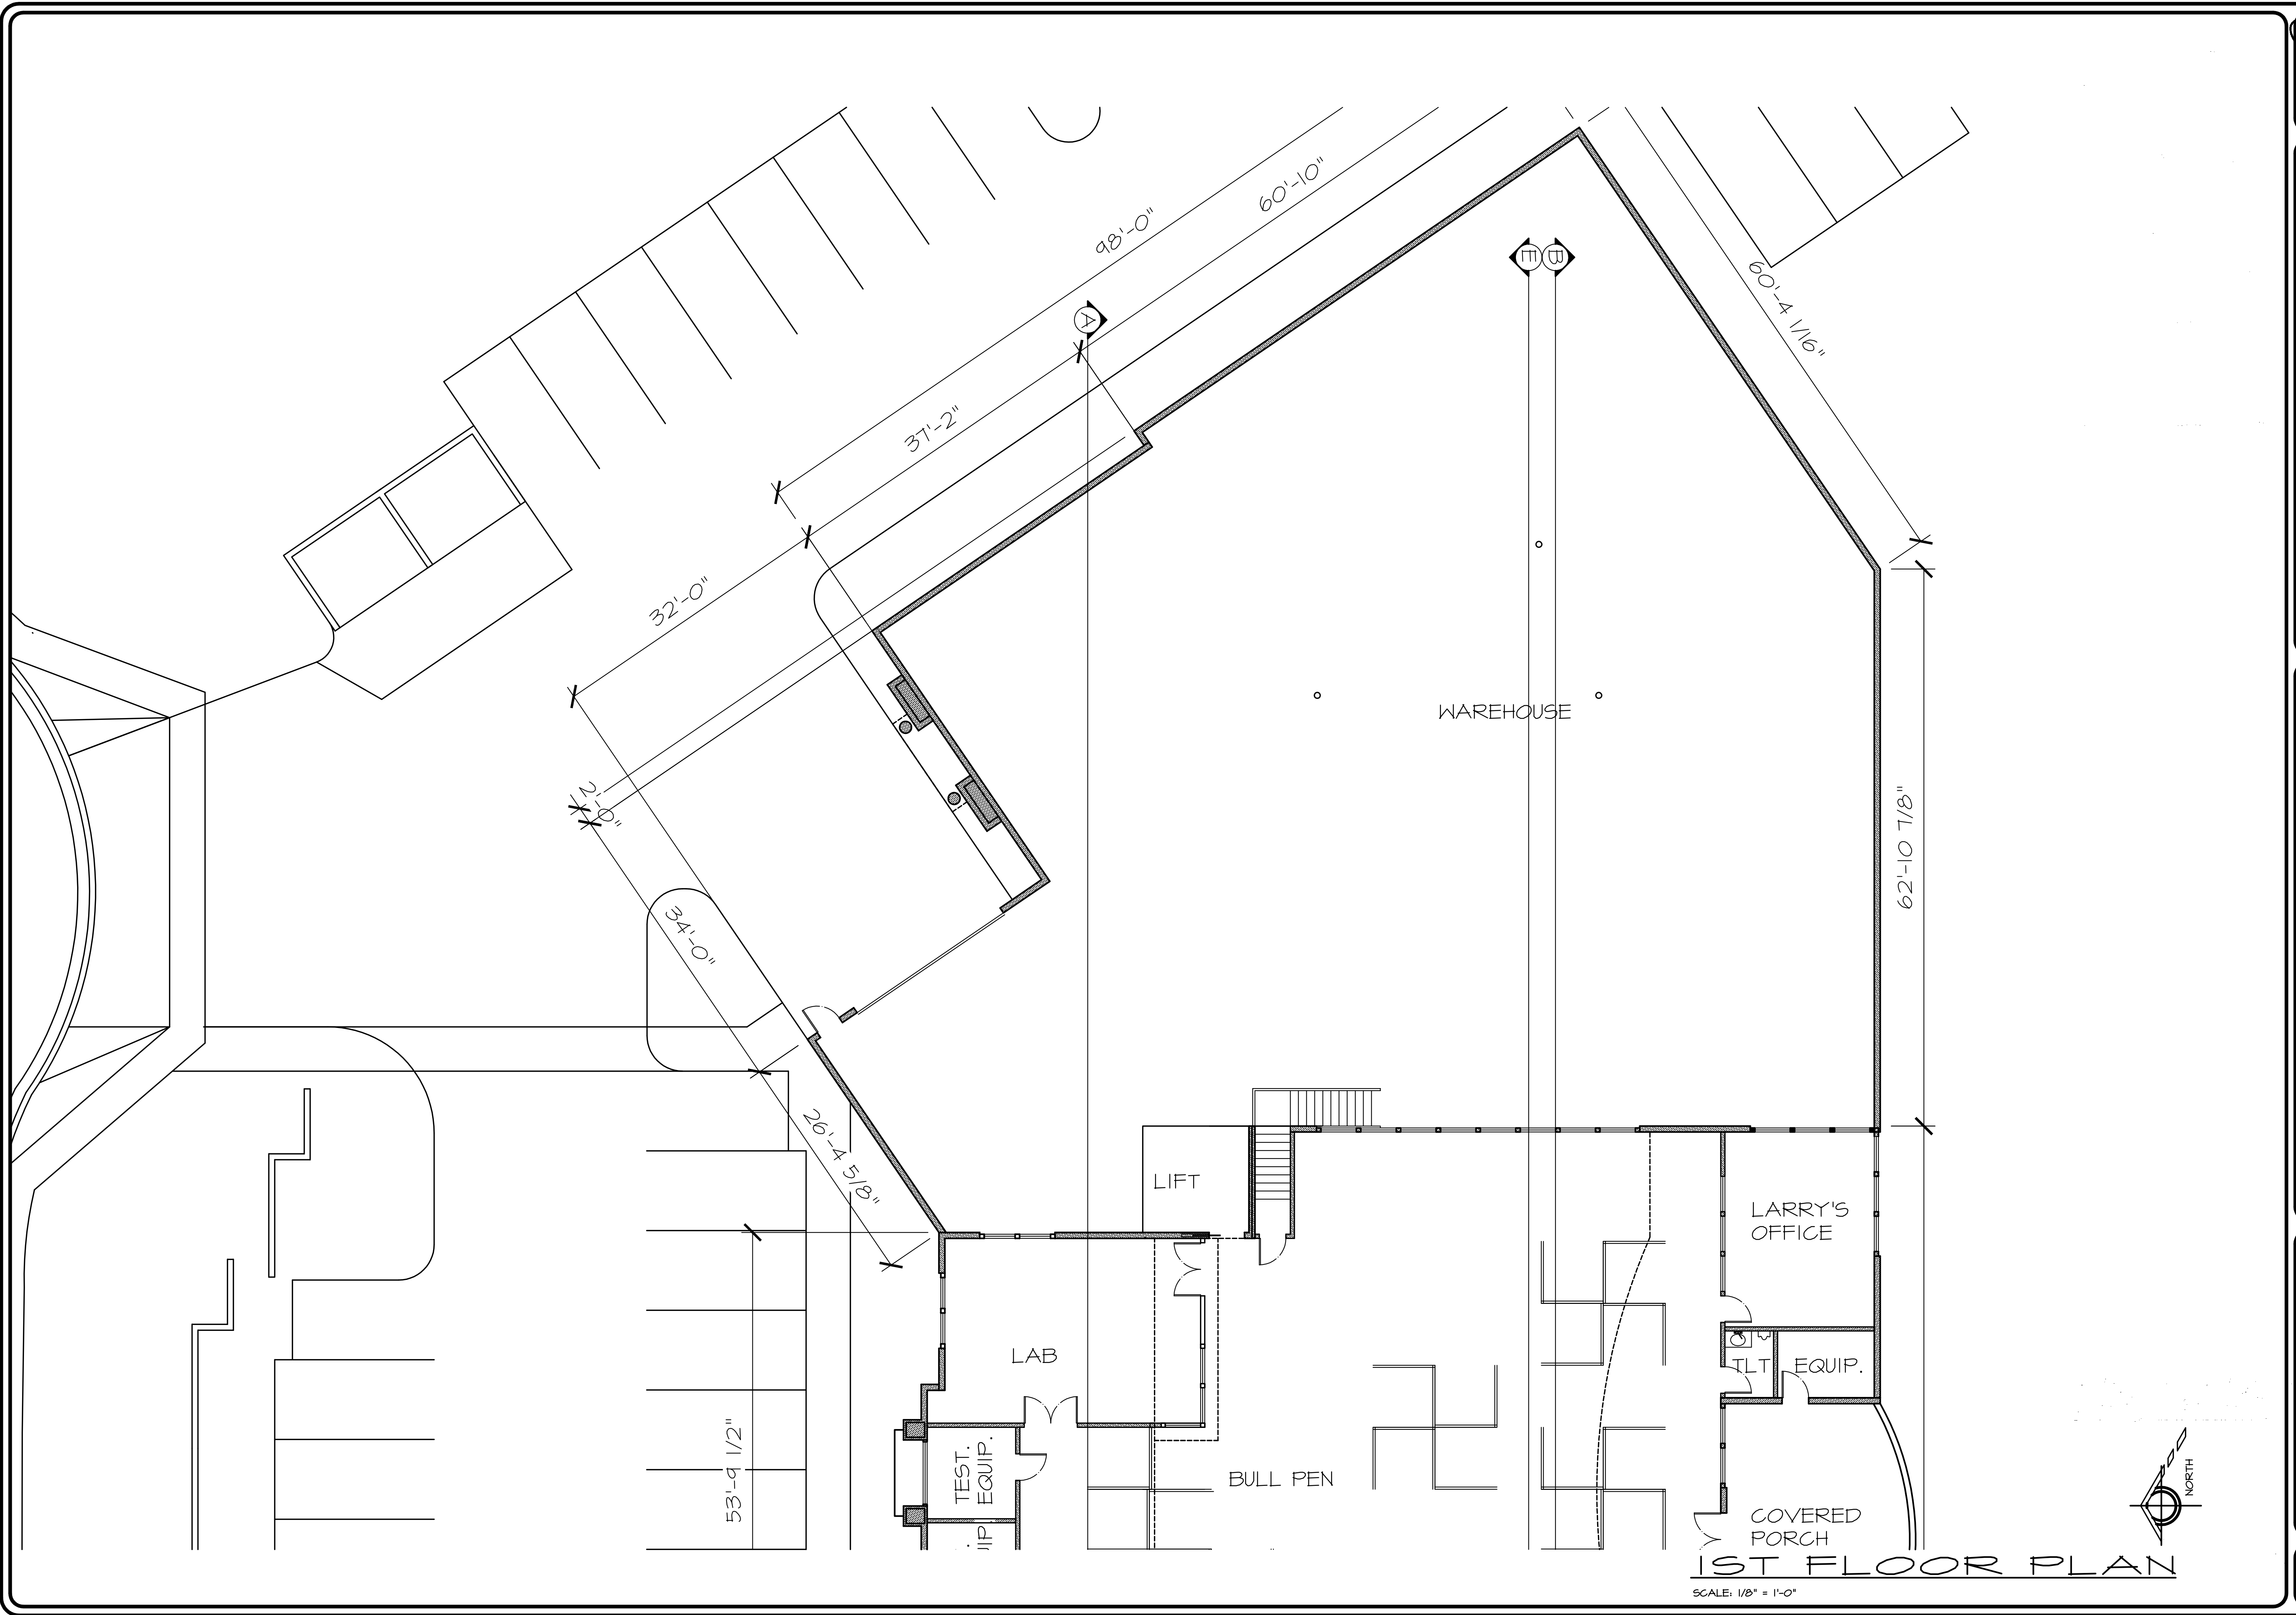 60'-10"
98'-0"
E
B
60'-4 1/16"
A
37'-2"
32'-0"
WAREHOUSE
2'-0"
62'-10 7/8"
34'-0"
26'-4 5/8"
LIFT
LARRY'S
OFFICE
LAB
TLT
EQUIP.
TEST.
EQUIP.
53'-9 1/2"
BULL PEN
NORTH
COVERED
PORCH
1ST FLOOR PLAN
SCALE: 1/8" = 1'-0"